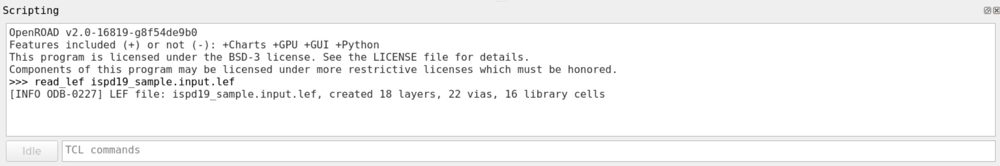 Scripting
OpenROAD v2.0-16819-g8f54de9b0
Features included (+) or not (-): +Charts +GPU +GUI +Python
This program is licensed under the BSD-3 license. See the LICENSE file for details.
Components of this program may be licensed under more restrictive licenses which must be honored.
>>> read_lef ispd19_sample.input.lef
[INFO ODB-0227] LEF file: ispd19_sample.input.lef, created 18 layers, 22 vias, 16 library cells
Idle
TCL commands